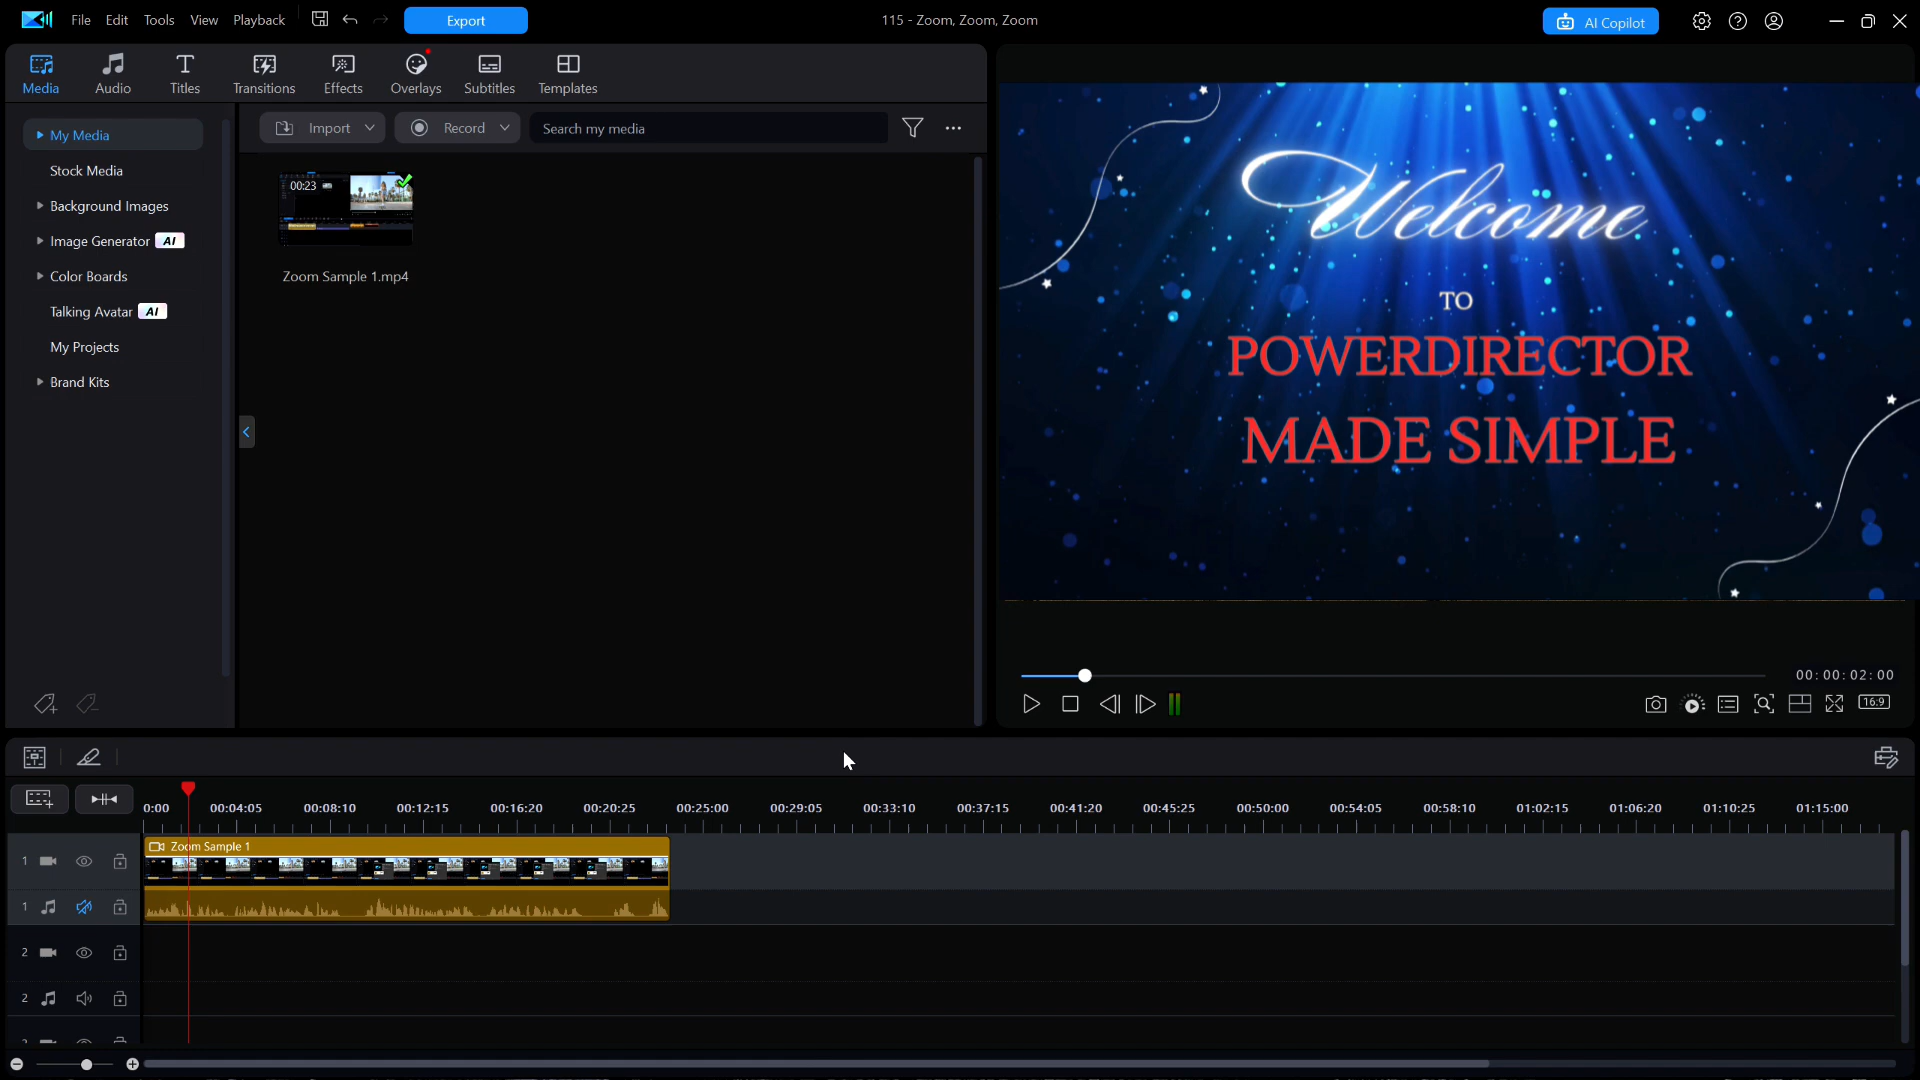 File Edit Tools View Playback Export 115 - Zoom, Zoom, Zoom AI Copilot
Media Audio Titles Transitions Effects Overlays Subtitles Templates
Import Record Search my media
My Media
Stock Media
Background Images
Image Generator AI
Color Boards
Talking Avatar AI
My Projects
Brand Kits
00:23
Zoom Sample 1.mp4
Welcome
TO
POWERDIRECTOR
MADE SIMPLE
00:00:02:00
16:9
0:00 00:04:05 00:08:10 00:12:15 00:16:20 00:20:25 00:25:00 00:29:05 00:33:10 00:37:15 00:41:20 00:45:25 00:50:00 00:54:05 00:58:10 01:02:15 01:06:20 01:10:25 01:15:00
Zoom Sample 1
1
1
2
2